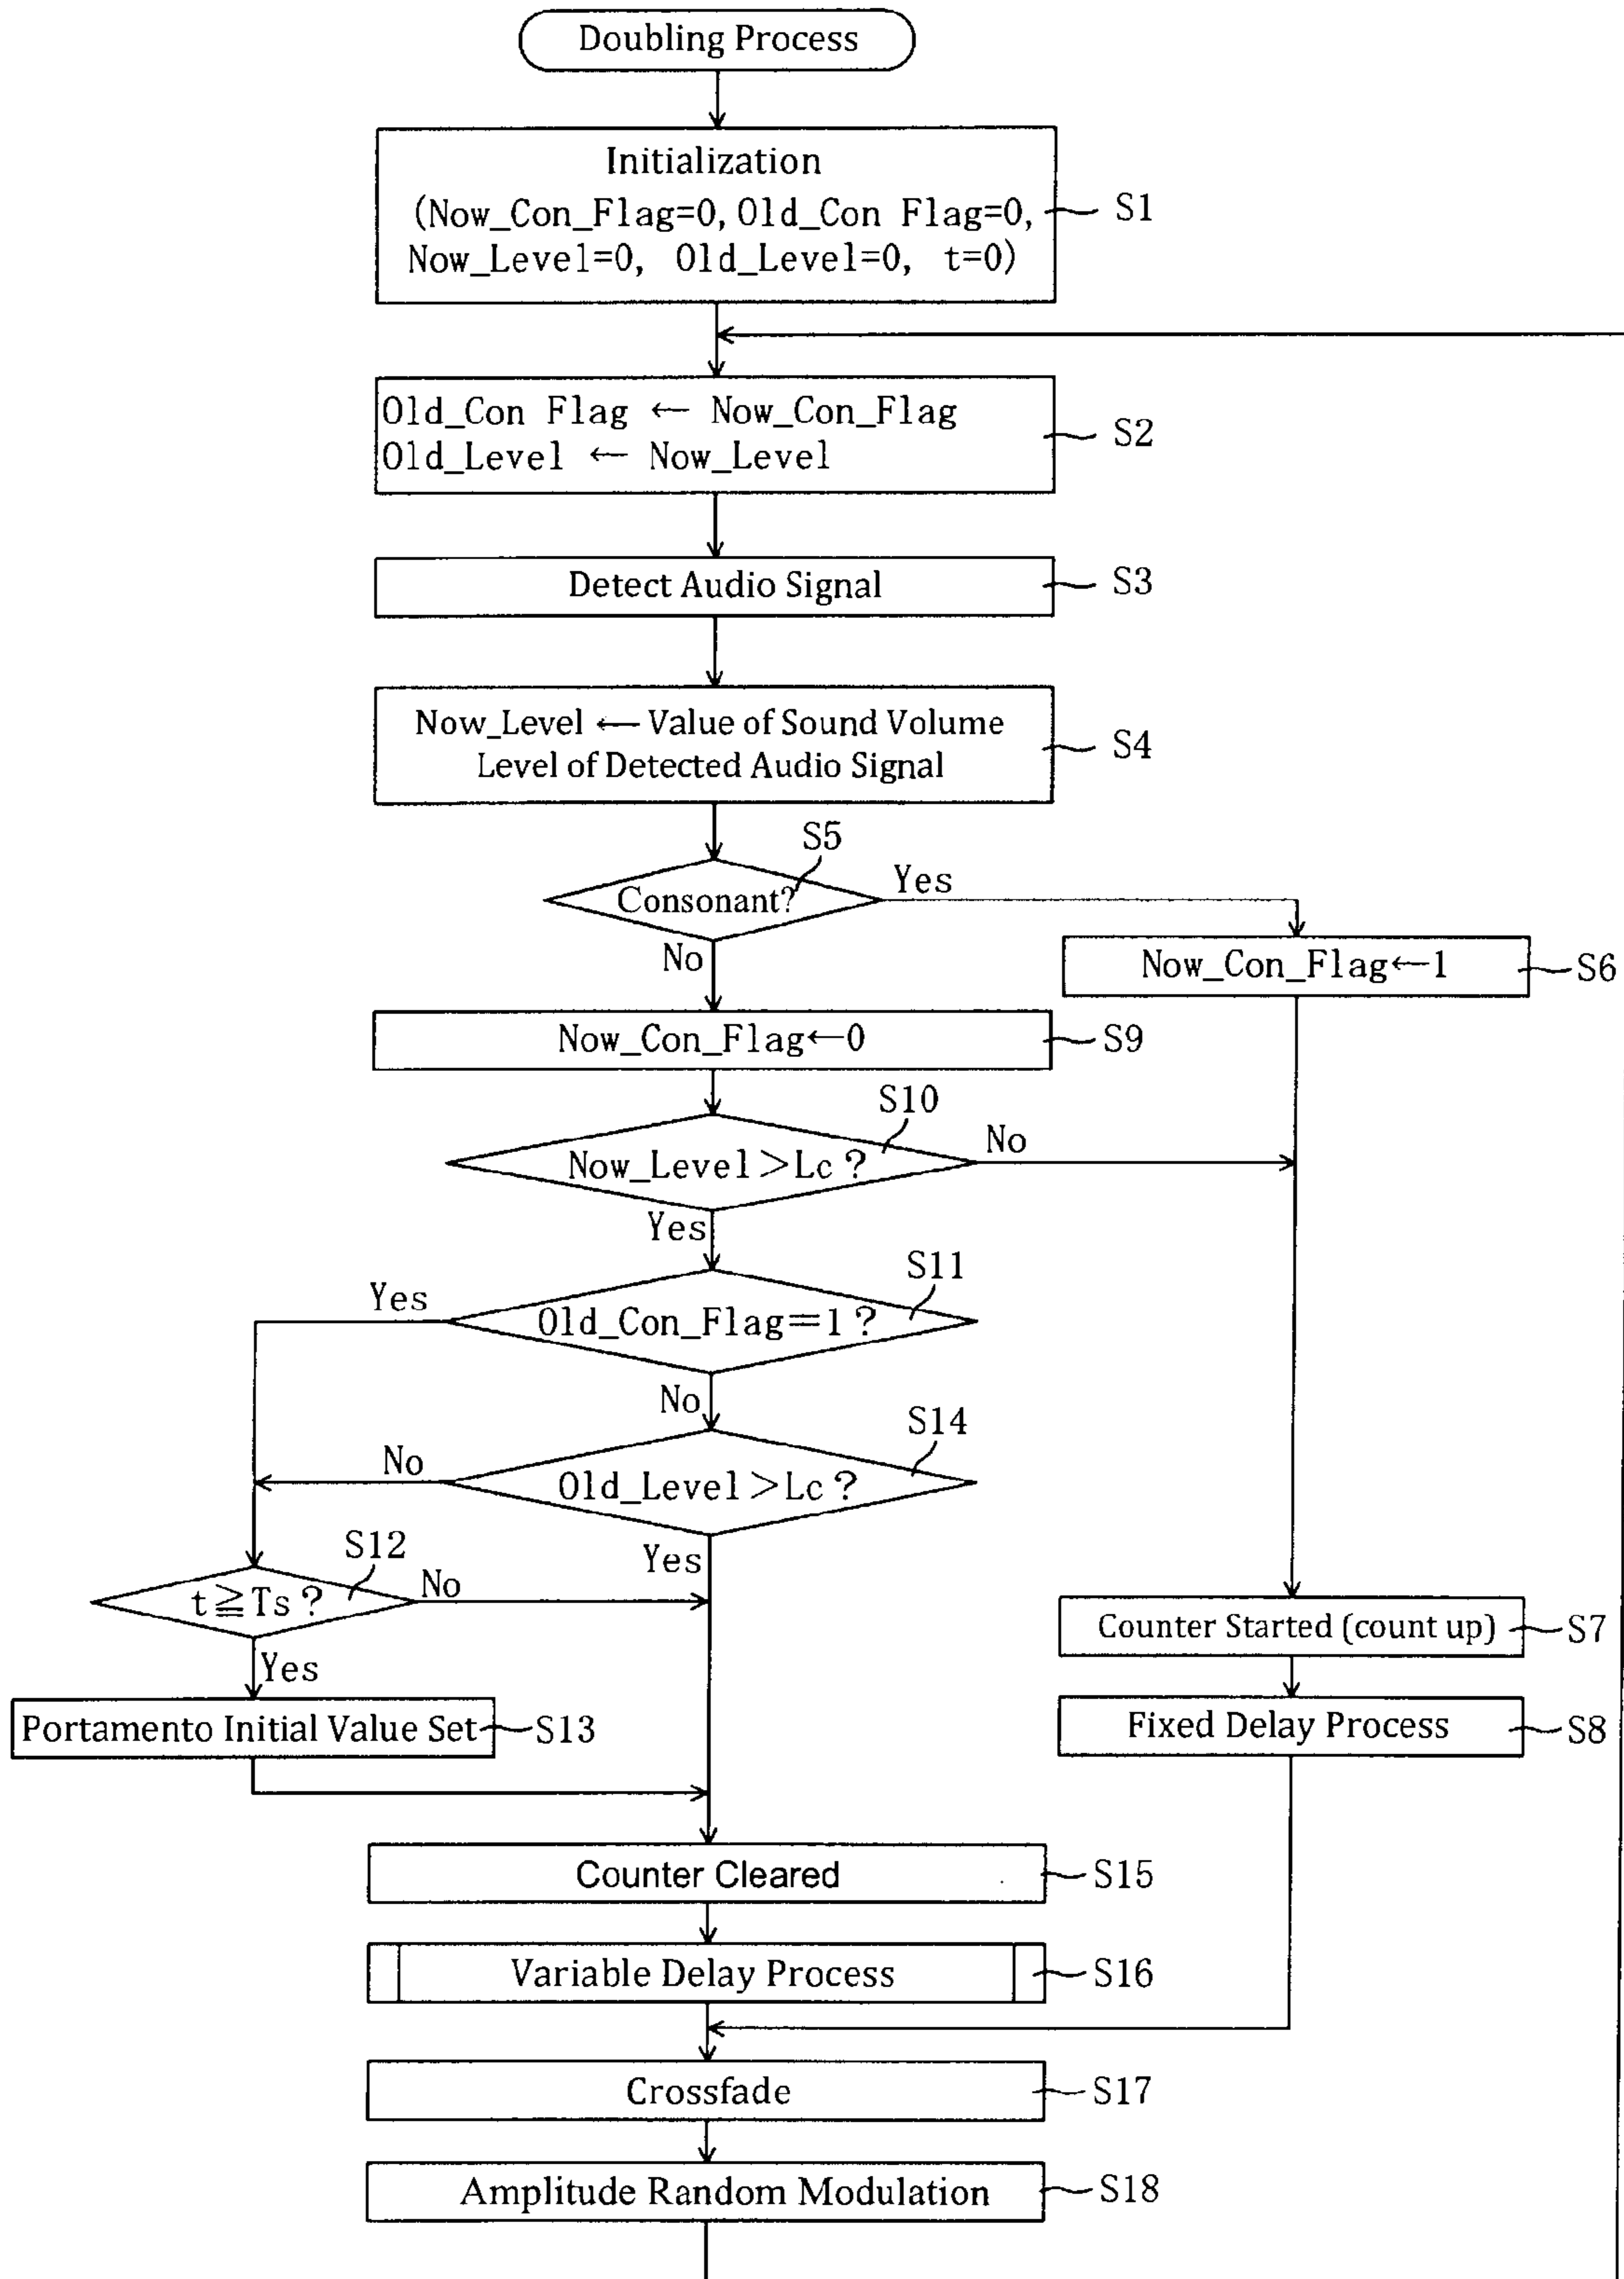 Doubling Process
Initialization
(Now_Con_Flag=0, Old_Con Flag=0,
Now_Level=0, Old_Level=0, t=0)
S1
Old_Con Flag ← Now_Con_Flag
Old_Level ← Now_Level
S2
Detect Audio Signal
S3
Now_Level ← Value of Sound Volume
Level of Detected Audio Signal
S4
S5
Consonant?
Yes
No
Now_Con_Flag←1
S6
Now_Con_Flag←0
S9
S10
Now_Level>Lc?
No
Yes
S11
Old_Con_Flag=1?
Yes
No
S14
Old_Level>Lc?
No
Yes
S12
t≧Ts?
No
Yes
Counter Started (count up)
S7
Portamento Initial Value Set
S13
Fixed Delay Process
S8
Counter Cleared
S15
Variable Delay Process
S16
Crossfade
S17
Amplitude Random Modulation
S18